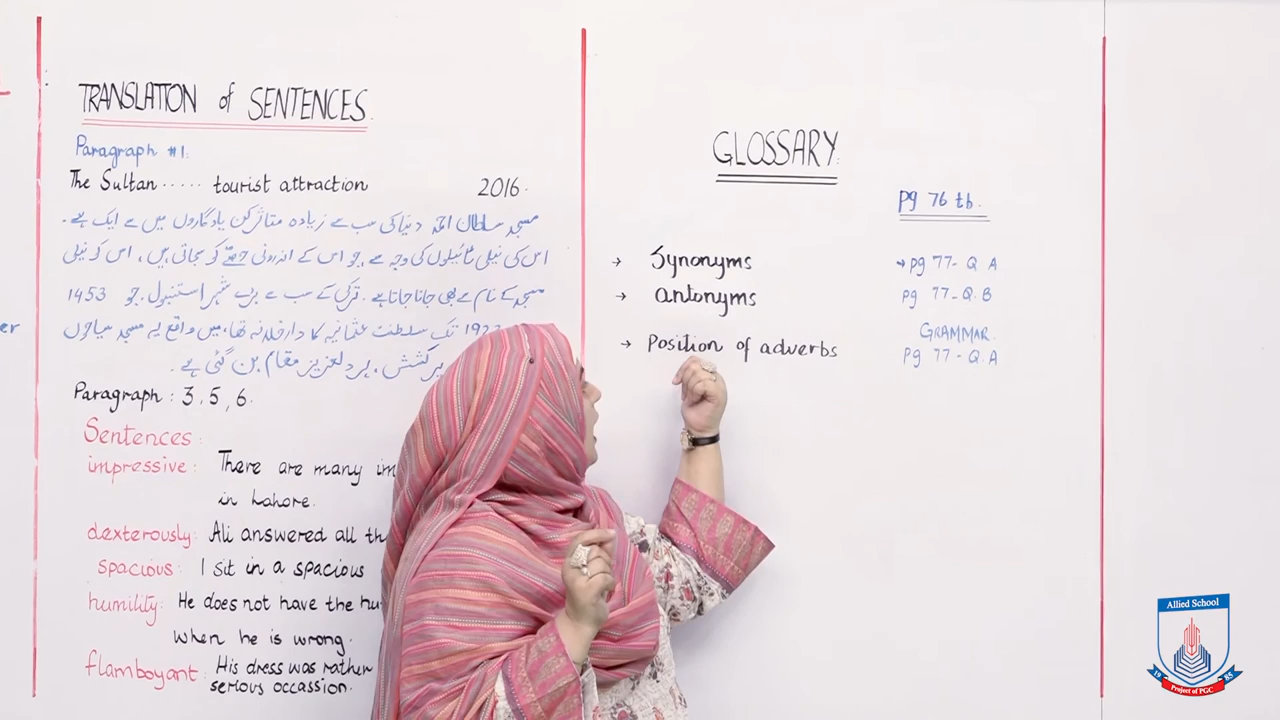 TRANSLATION of SENTENCES.
Paragraph #1:
The Sultan ..... tourist attraction 2016.
مسجد سلطان احمد دنیا کی سب سے زیادہ متاثر کن یادگاروں میں سے ایک ہے۔
اس کی نیلی ٹائیلوں کی وجہ سے، جو اس کے اندرونی حصے کو سجاتی ہیں، اس کو نیلی
مسجد کے نام سے بھی جانا جاتا ہے۔ ترکی کے سب سے بڑے شہر استنبول، جو 1453
تک سلطنت عثمانیہ کا دارالخلافہ تھا، میں واقع یہ مسجد سیاحوں
پرکشش، ہردلعزیز مقام بن گئی ہے۔
Paragraph: 3, 5, 6.
Sentences:
impressive: There are many im
in Lahore.
dexterously: Ali answered all th
spacious: I sit in a spacious
humility: He does not have the hu
when he is wrong.
flamboyant: His dress was rather
serious occassion.
er
GLOSSARY:
pg 76 tb.
→ Synonyms → pg 77 - Q A
→ antonyms pg 77 - Q.B
GRAMMAR.
→ Position of adverbs pg 77 - Q.A
Allied School
19 85
Project of PGC